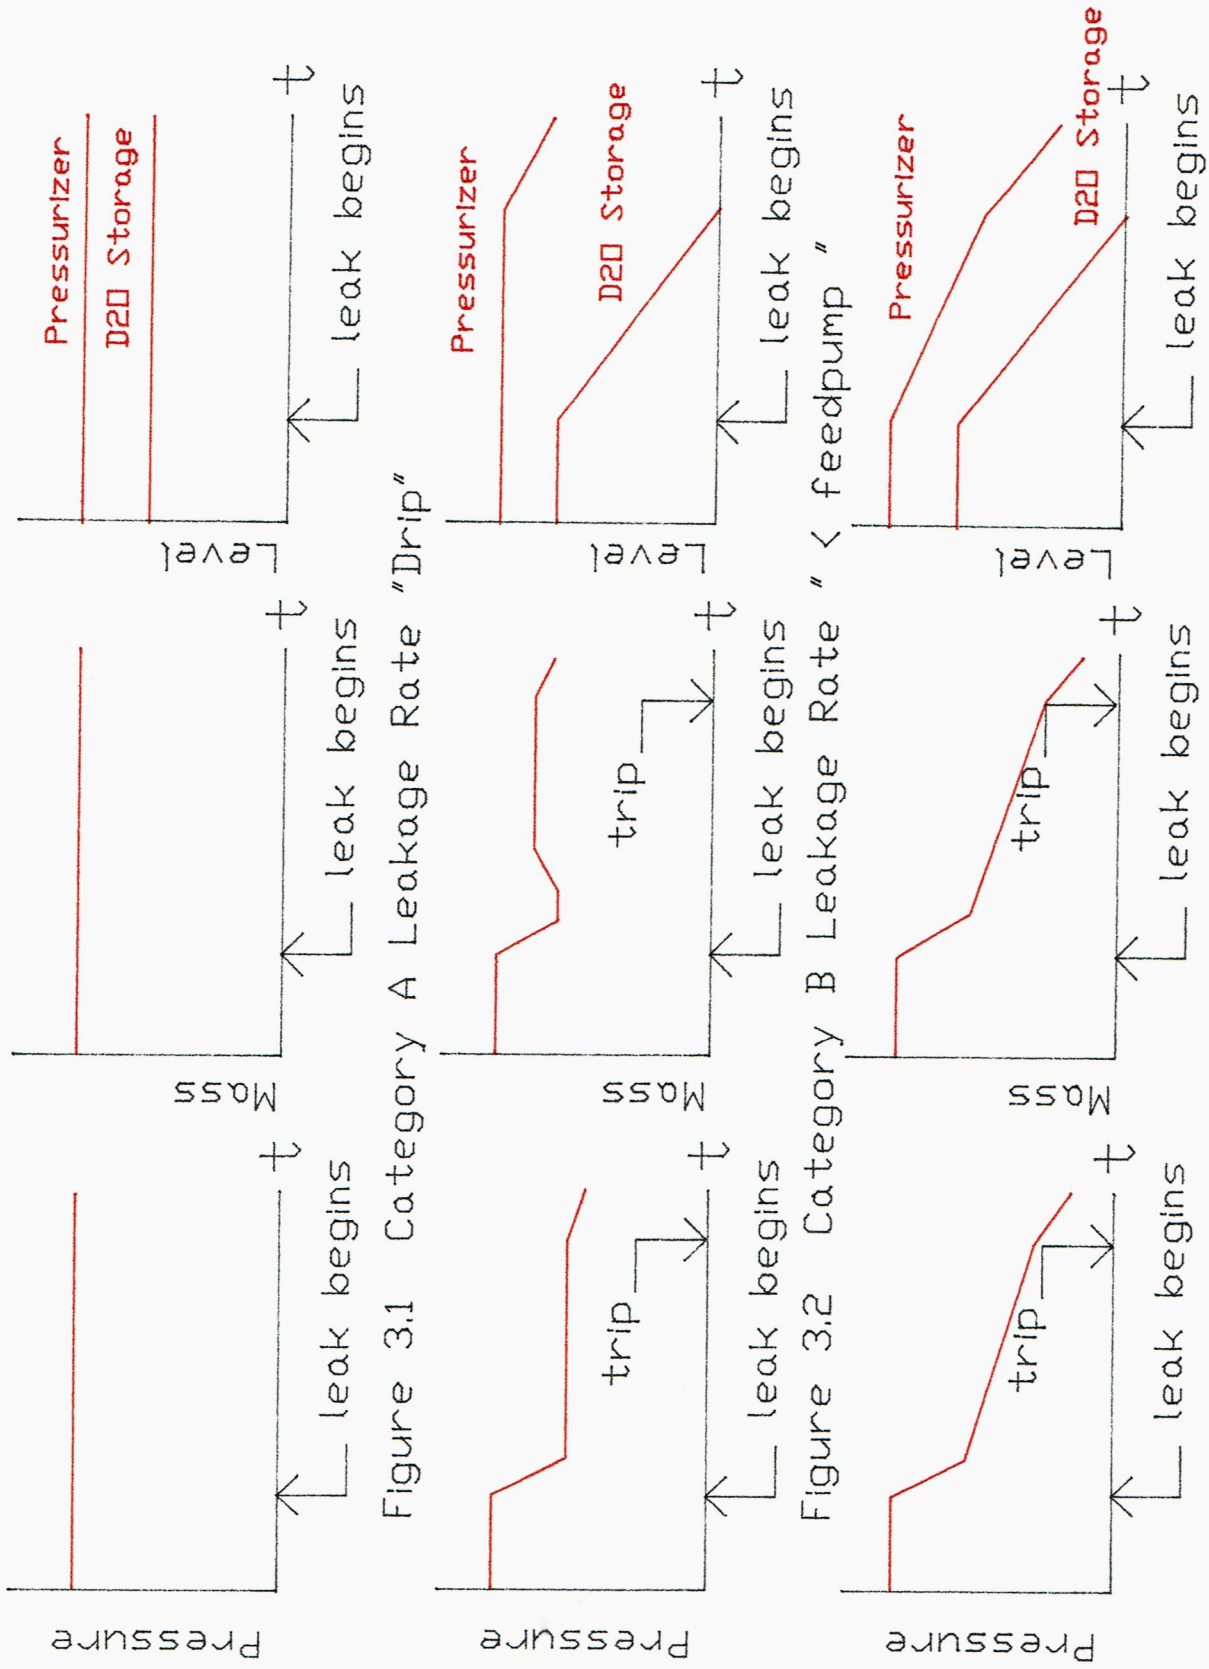 Pressure
leak begins
t
Mass
leak begins
t
Level
Pressurizer
D2O Storage
leak begins
t
Figure 3.1 Category A Leakage Rate "Drip"
Pressure
trip
leak begins
t
Mass
trip
leak begins
t
Level
Pressurizer
D2O Storage
leak begins
t
Figure 3.2 Category B Leakage Rate " < feedpump "
Pressure
trip
leak begins
t
Mass
trip
leak begins
t
Level
Pressurizer
D2O Storage
leak begins
t